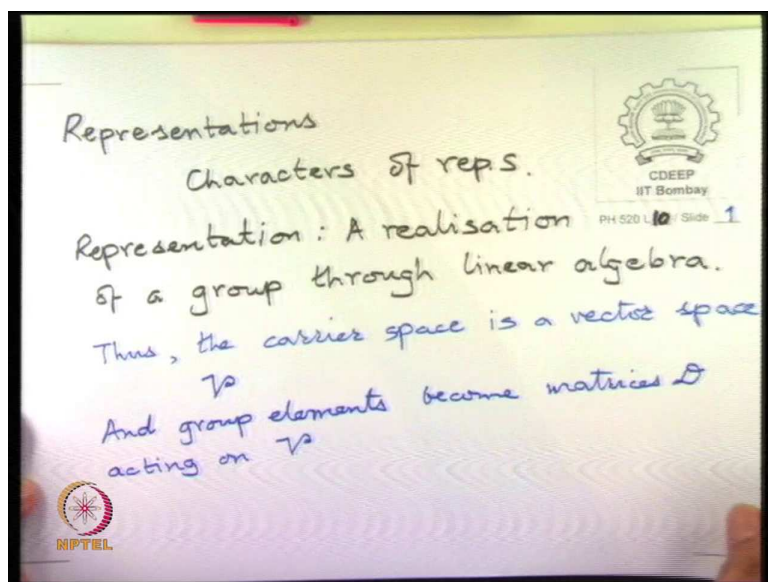 Representations
Characters of reps.
CDEEP
IIT Bombay
PH 520 L10 / Slide 1
Representation : A realisation
of a group through linear algebra.
Thus, the carrier space is a vector space
V
And group elements become matrices D
acting on V
NPTEL